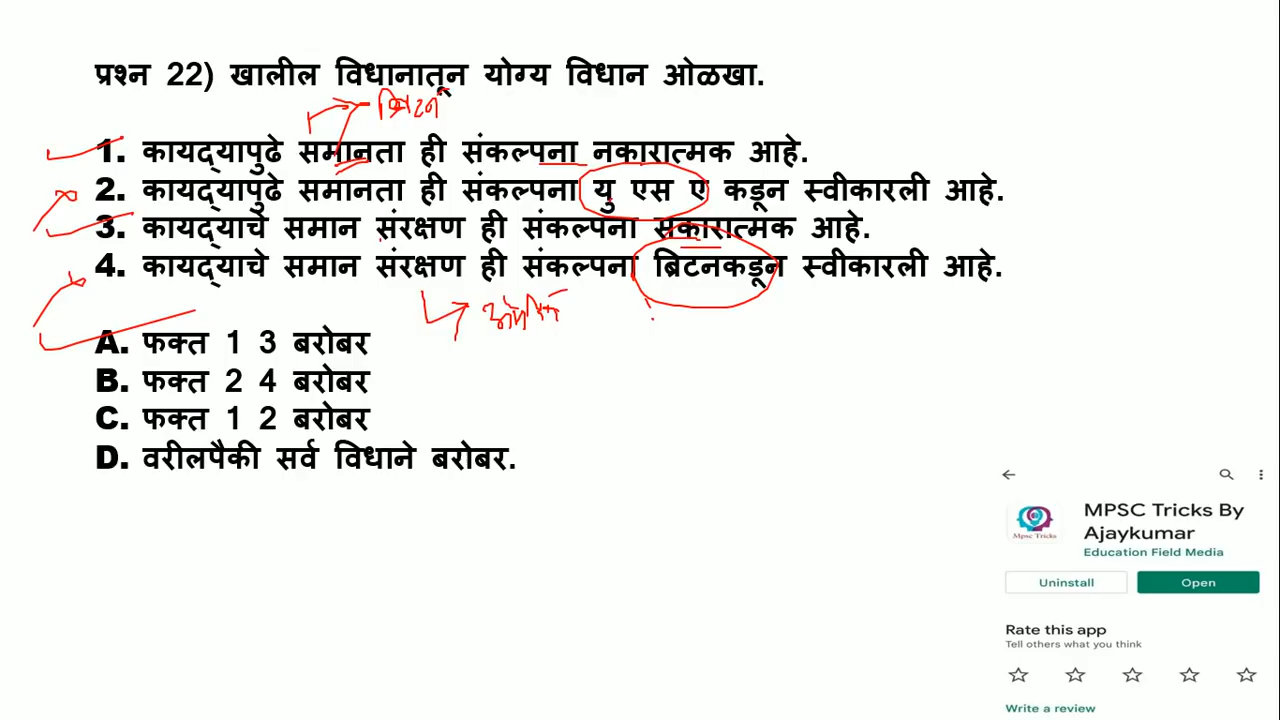 प्रश्न 22) खालील विधानातून योग्य विधान ओळखा.
ब्रिटन
1. कायद्यापुढे समानता ही संकल्पना नकारात्मक आहे.
2. कायद्यापुढे समानता ही संकल्पना यु एस ए कडून स्वीकारली आहे.
3. कायद्याचे समान संरक्षण ही संकल्पना सकारात्मक आहे.
4. कायद्याचे समान संरक्षण ही संकल्पना ब्रिटनकडून स्वीकारली आहे.
A. फक्त 1 3 बरोबर
B. फक्त 2 4 बरोबर
C. फक्त 1 2 बरोबर
D. वरीलपैकी सर्व विधाने बरोबर.
MPSC Tricks By
Ajaykumar
Mpsc Tricks
Education Field Media
Uninstall
Open
Rate this app
Tell others what you think
Write a review